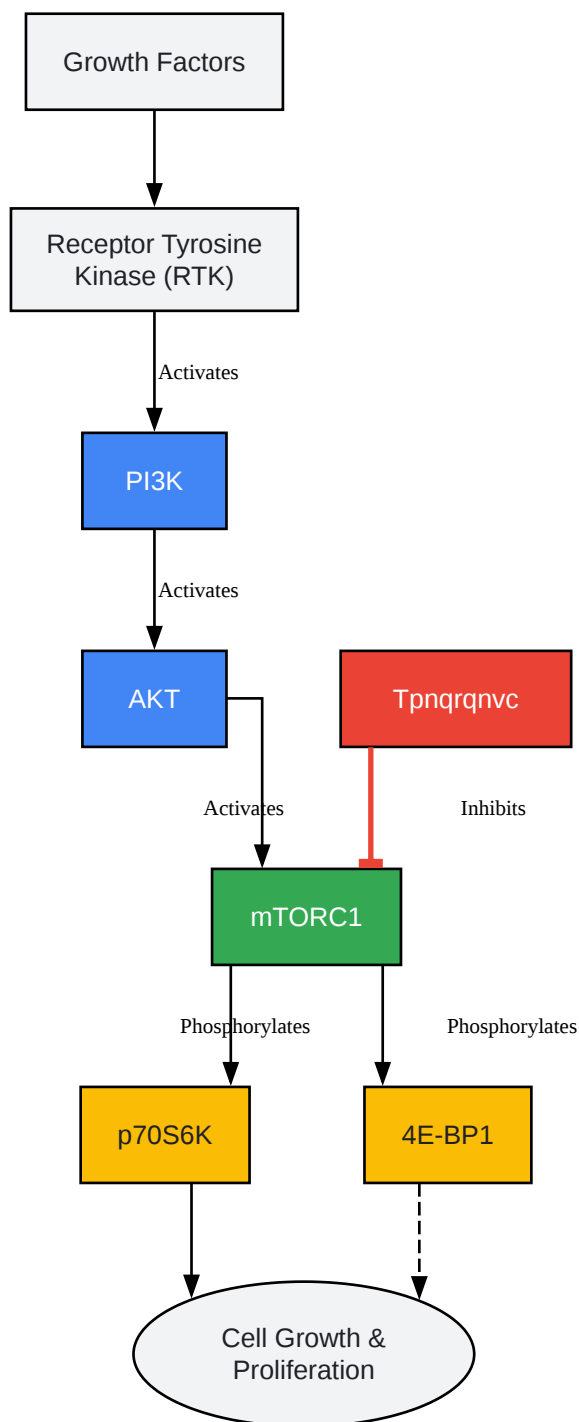 Growth Factors
Receptor Tyrosine
Kinase (RTK)
Activates
PI3K
Activates
AKT
Tpnqrqnvc
Activates
Inhibits
mTORC1
Phosphorylates
Phosphorylates
p70S6K
4E-BP1
Cell Growth &
Proliferation